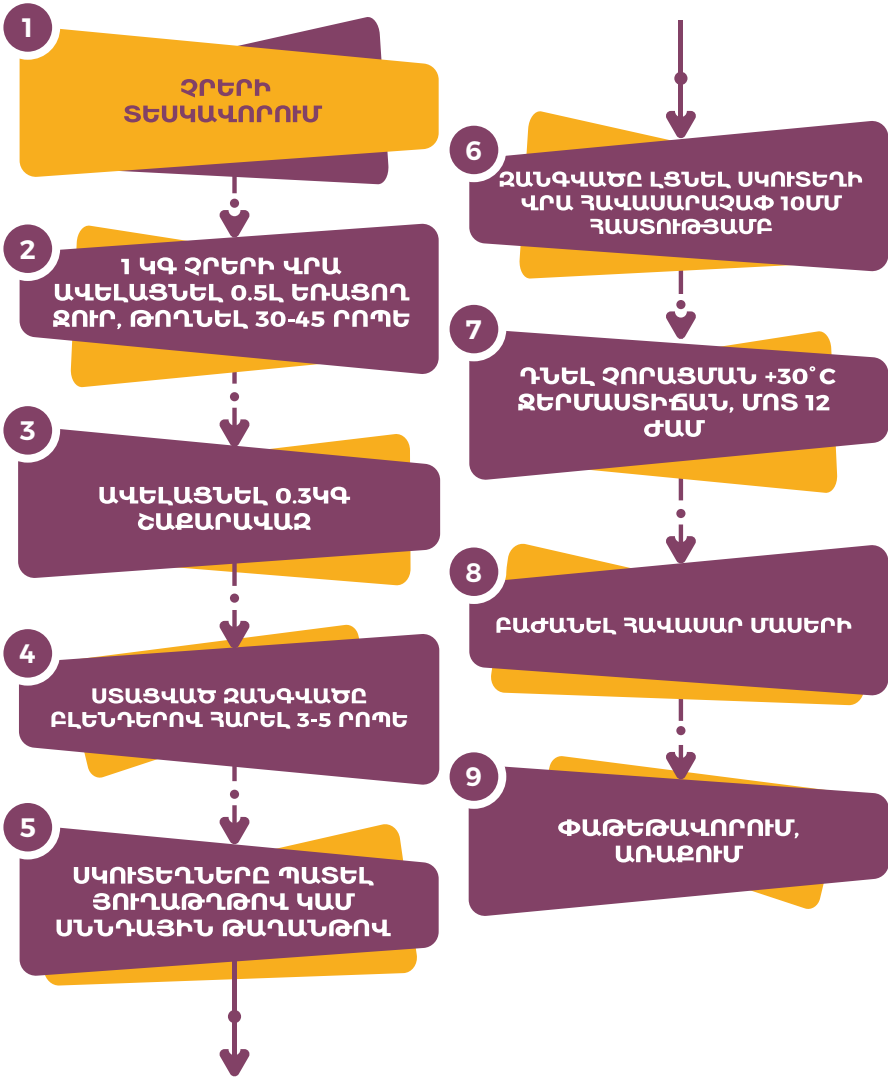 1
ՉՐԵՐԻ
ՏԵՍԿԱՎՈՐՈՒՄ
2
1 ԿԳ ՉՐԵՐԻ ՎՐԱ
ԱՎԵԼԱՑՆԵԼ 0.5Լ ԵՌԱՑՈՂ
ՋՈՒՐ, ԹՈՂՆԵԼ 30-45 ՐՈՊԵ
3
ԱՎԵԼԱՑՆԵԼ 0.3ԿԳ
ՇԱՔԱՐԱՎԱԶ
4
ՍՏԱՑՎԱԾ ԶԱՆԳՎԱԾԸ
ԲԼԵՆԴԵՐՈՎ ՀԱՐԵԼ 3-5 ՐՈՊԵ
5
ՍԿՈՒՏԵՂՆԵՐԸ ՊԱՏԵԼ
ՅՈՒՂԱԹՂԹՈՎ ԿԱՄ
ՍՆՆԴԱՅԻՆ ԹԱՂԱՆԹՈՎ
6
ԶԱՆԳՎԱԾԸ ԼՑՆԵԼ ՍԿՈՒՏԵՂԻ
ՎՐԱ ՀԱՎԱՍԱՐԱՉԱՓ 10ՄՄ
ՀԱՍՏՈՒԹՅԱՄԲ
7
ԴՆԵԼ ՉՈՐԱՑՄԱՆ +30°C
ՋԵՐՄԱՍՏԻՃԱՆ, ՄՈՏ 12
ԺԱՄ
8
ԲԱԺԱՆԵԼ ՀԱՎԱՍԱՐ ՄԱՍԵՐԻ
9
ՓԱԹԵԹԱՎՈՐՈՒՄ,
ԱՌԱՔՈՒՄ